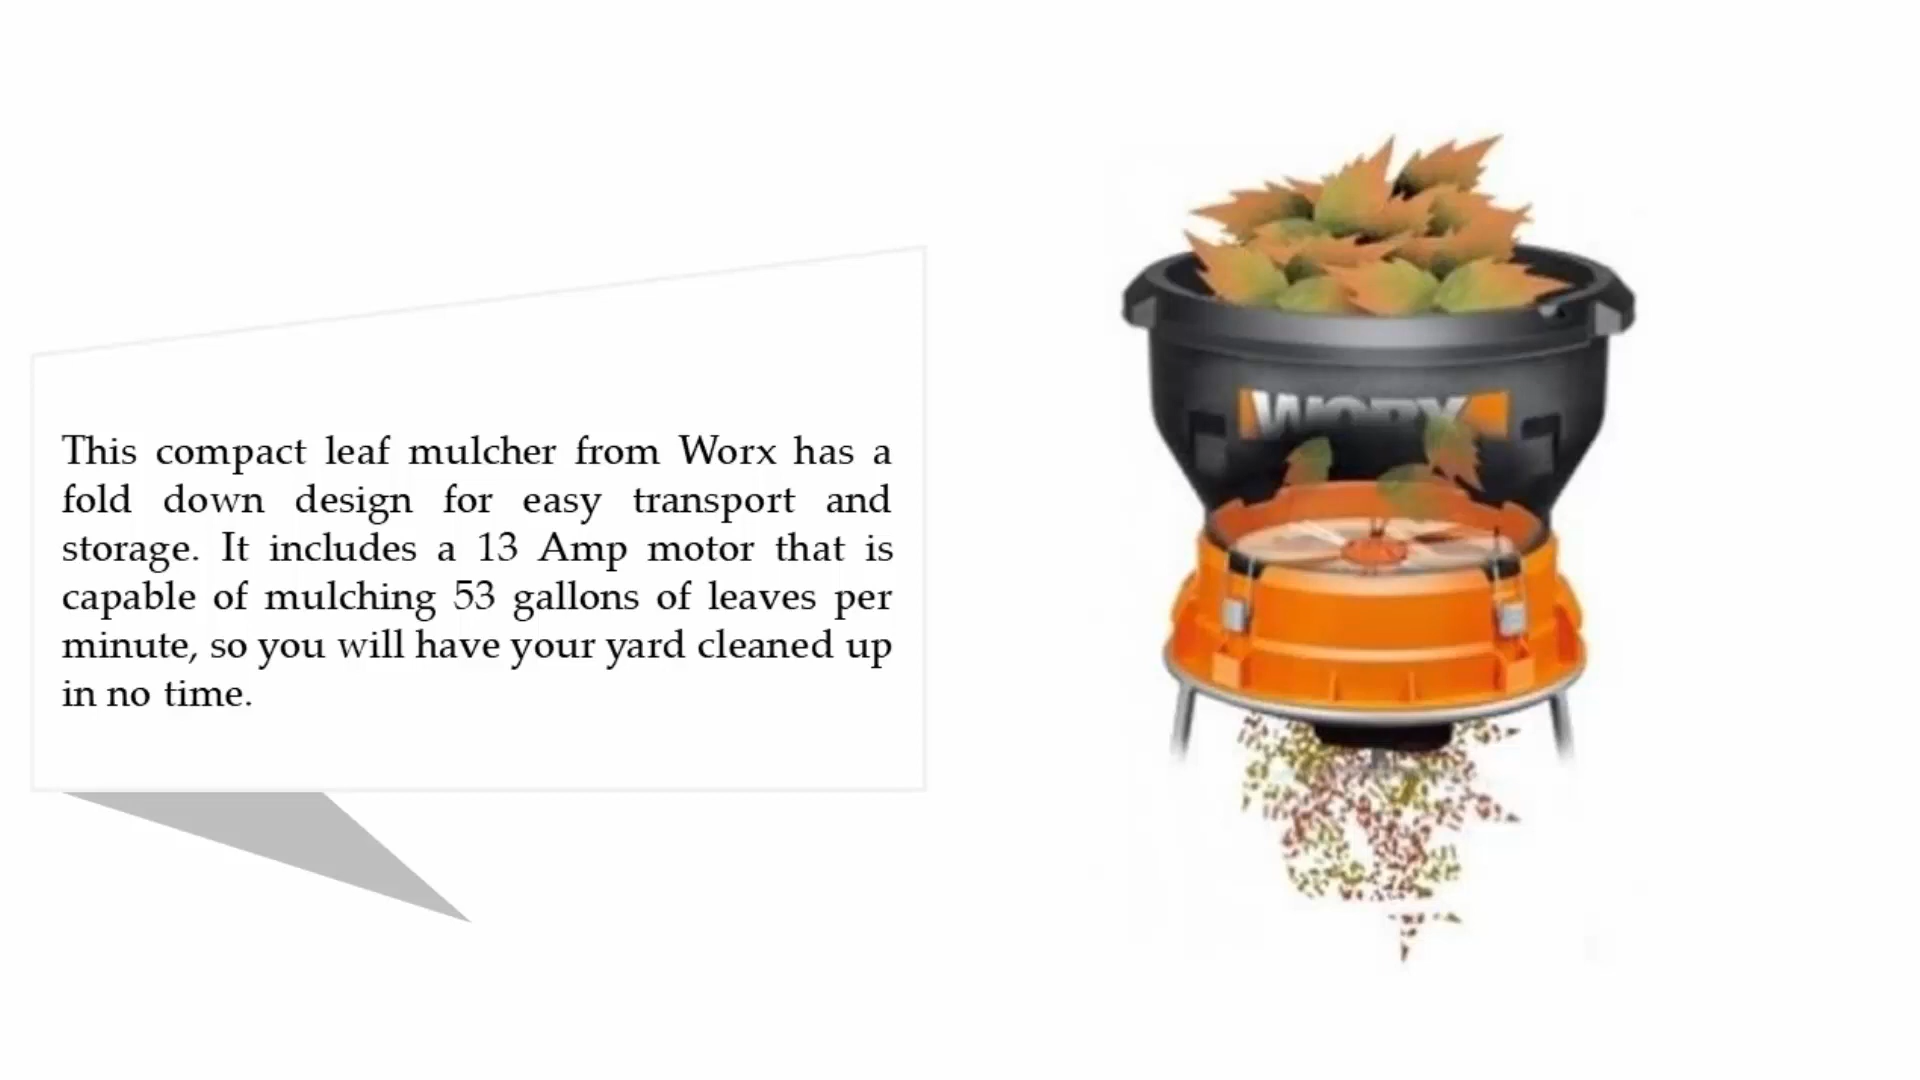 This compact leaf mulcher from Worx has a
fold down design for easy transport and
storage. It includes a 13 Amp motor that is
capable of mulching 53 gallons of leaves per
minute, so you will have your yard cleaned up
in no time.
WORX